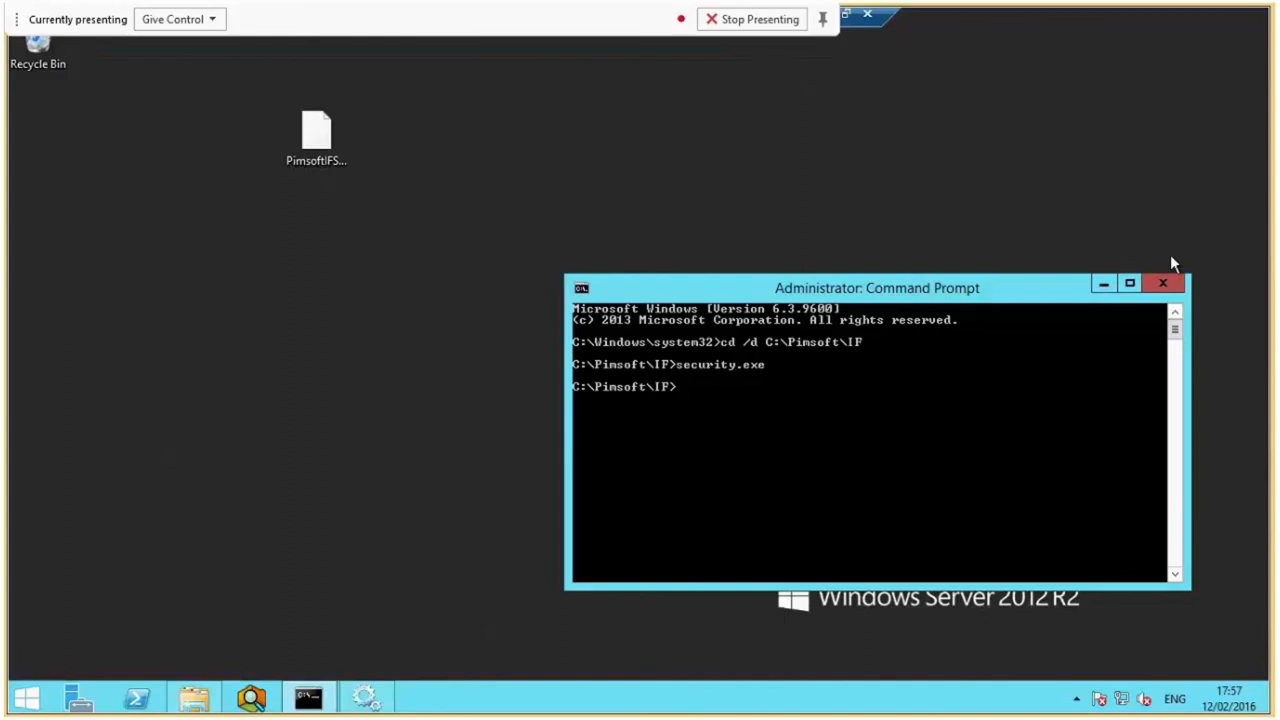 Currently presenting
Give Control
Stop Presenting
Recycle Bin
PimsoftIFS...
Administrator: Command Prompt
Microsoft Windows [Version 6.3.9600]
(c) 2013 Microsoft Corporation. All rights reserved.
C:\Windows\system32>cd /d C:\Pimsoft\IF
C:\Pimsoft\IF>security.exe
C:\Pimsoft\IF>
Windows Server 2012 R2
ENG
17:57
12/02/2016